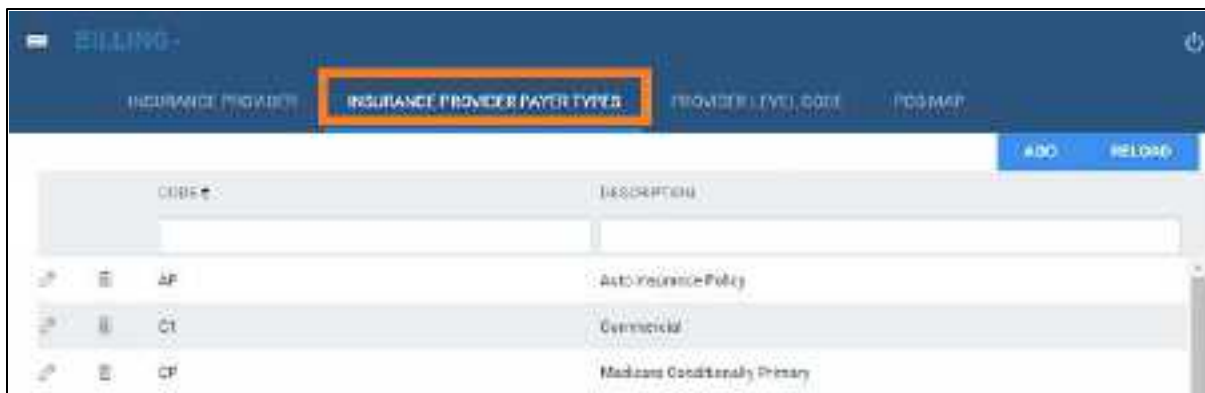 BILLING
INSURANCE PROVIDER INSURANCE PROVIDER PAYER TYPES PROVIDER LEVEL CODE POS MAP
ADD RELOAD
CODE DESCRIPTION
AP Auto Insurance Policy
C1 Commercial
CP Medicare Conditionally Primary